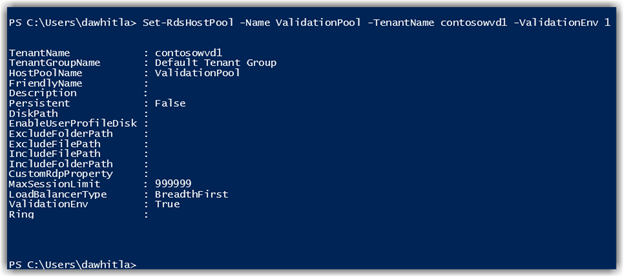 PS C:\Users\dawhitla> Set-RdsHostPool -Name ValidationPool -TenantName contosowvd1 -ValidationEnv 1
TenantName : contosowvd1
TenantGroupName : Default Tenant Group
HostPoolName : ValidationPool
FriendlyName :
Description :
Persistent : False
DiskPath :
EnableUserProfileDisk :
ExcludeFolderPath :
ExcludeFilePath :
IncludeFilePath :
IncludeFolderPath :
CustomRdpProperty :
MaxSessionLimit : 999999
LoadBalancerType : BreadthFirst
ValidationEnv : True
Ring :
PS C:\Users\dawhitla>